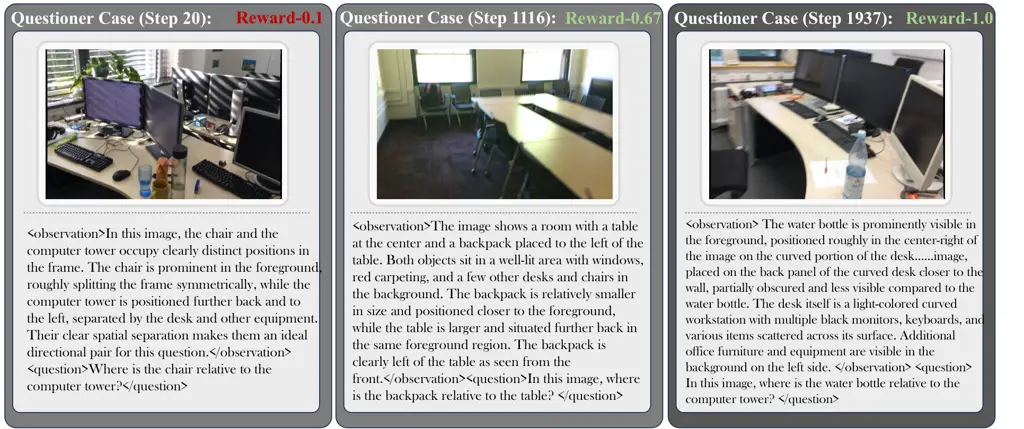 Questioner Case (Step 20): Reward-0.1
<observation>In this image, the chair and the
computer tower occupy clearly distinct positions in
the frame. The chair is prominent in the foreground,
roughly splitting the frame symmetrically, while the
computer tower is positioned further back and to
the left, separated by the desk and other equipment.
Their clear spatial separation makes them an ideal
directional pair for this question.</observation>
<question>Where is the chair relative to the
computer tower?</question>
Questioner Case (Step 1116): Reward-0.67
<observation>The image shows a room with a table
at the center and a backpack placed to the left of the
table. Both objects sit in a well-lit area with windows,
red carpeting, and a few other desks and chairs in
the background. The backpack is relatively smaller
in size and positioned closer to the foreground,
while the table is larger and situated further back in
the same foreground region. The backpack is
clearly left of the table as seen from the
front.</observation><question>In this image, where
is the backpack relative to the table? </question>
Questioner Case (Step 1937): Reward-1.0
<observation> The water bottle is prominently visible in
the foreground, positioned roughly in the center-right of
the image on the curved portion of the desk......image,
placed on the back panel of the curved desk closer to the
wall, partially obscured and less visible compared to the
water bottle. The desk itself is a light-colored curved
workstation with multiple black monitors, keyboards, and
various items scattered across its surface. Additional
office furniture and equipment are visible in the
background on the left side. </observation> <question>
In this image, where is the water bottle relative to the
computer tower? </question>